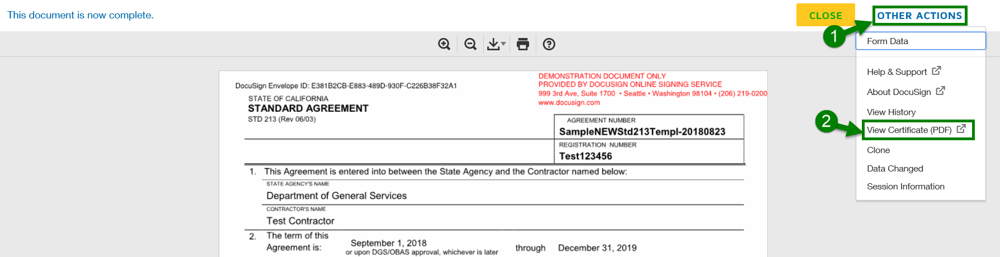 This document is now complete.
CLOSE
OTHER ACTIONS
1
Form Data
Help & Support
About DocuSign
View History
2
View Certificate (PDF)
Clone
Data Changed
Session Information
DocuSign Envelope ID: E381B2CB-E883-489D-930F-C226B38F32A1
DEMONSTRATION DOCUMENT ONLY
PROVIDED BY DOCUSIGN ONLINE SIGNING SERVICE
999 3rd Ave, Suite 1700 • Seattle • Washington 98104 • (206) 219-0200
www.docusign.com
STATE OF CALIFORNIA
STANDARD AGREEMENT
STD 213 (Rev 06/03)
AGREEMENT NUMBER
SampleNEWStd213Templ-20180823
REGISTRATION NUMBER
Test123456
1. This Agreement is entered into between the State Agency and the Contractor named below:
STATE AGENCY'S NAME
Department of General Services
CONTRACTOR'S NAME
Test Contractor
2. The term of this
Agreement is:
September 1, 2018
or upon DGS/OBAS approval, whichever is later
through
December 31, 2019